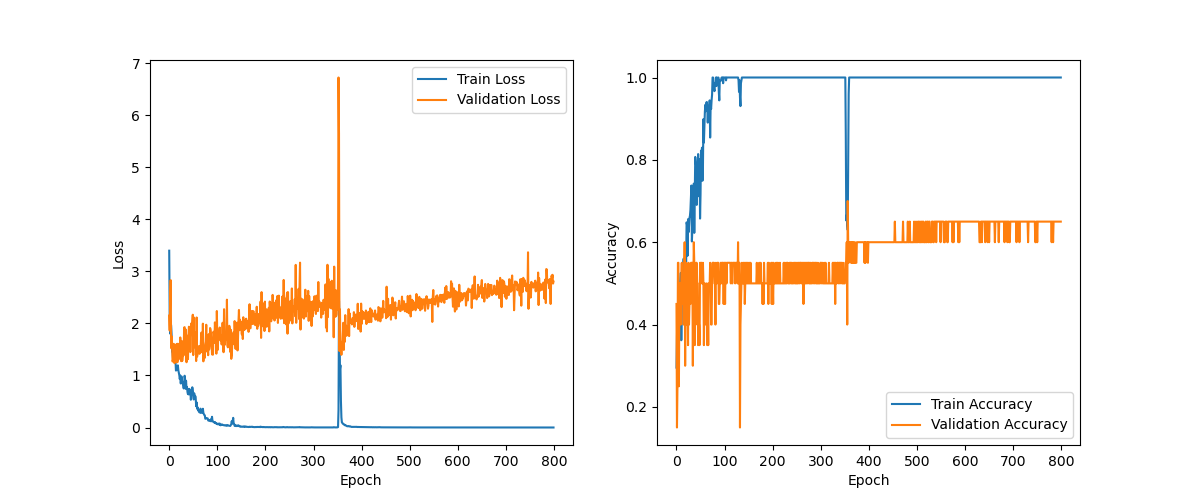 7
6
5
4
3
2
1
0
Loss
0 100 200 300 400 500 600 700 800
Epoch
Train Loss
Validation Loss
1.0
0.8
0.6
0.4
0.2
Accuracy
0 100 200 300 400 500 600 700 800
Epoch
Train Accuracy
Validation Accuracy